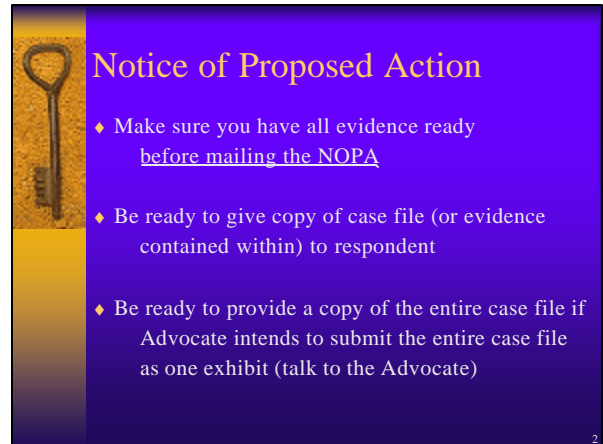 Notice of Proposed Action
♦ Make sure you have all evidence ready
before mailing the NOPA
♦ Be ready to give copy of case file (or evidence
contained within) to respondent
♦ Be ready to provide a copy of the entire case file if
Advocate intends to submit the entire case file
as one exhibit (talk to the Advocate)
2